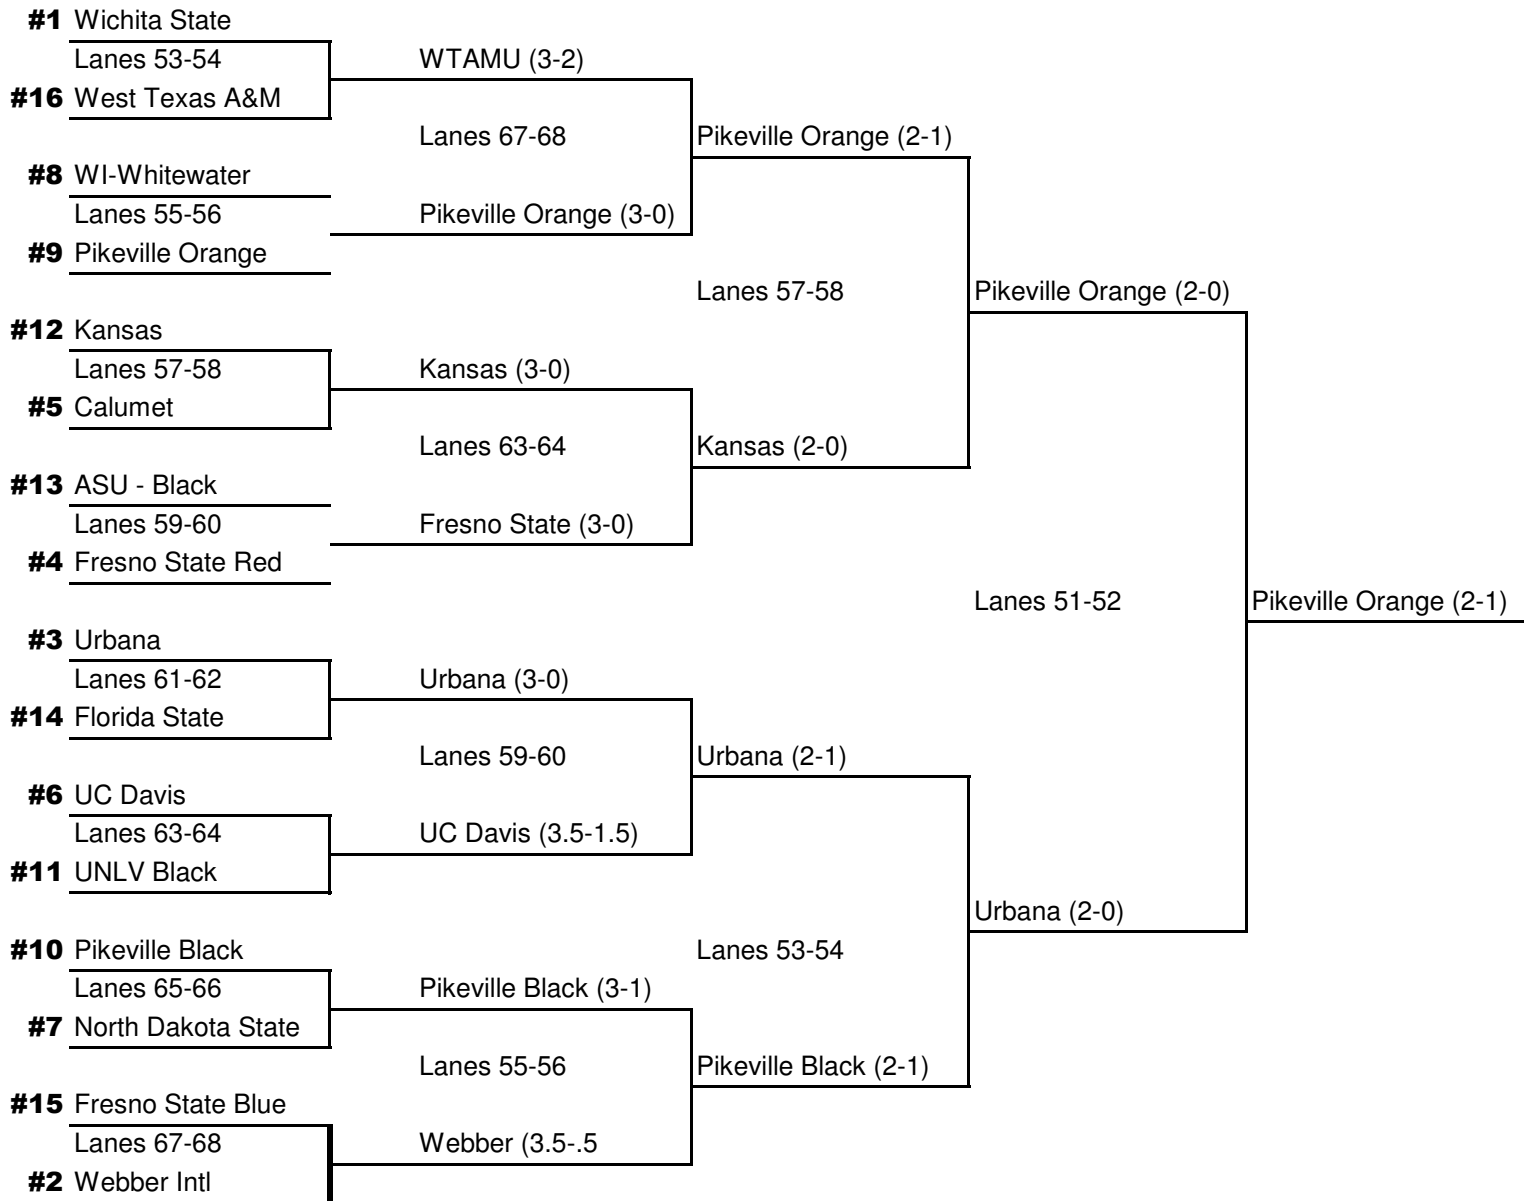 #1 Wichita State
Lanes 53-54 WTAMU (3-2)
#16 West Texas A&M
Lanes 67-68 Pikeville Orange (2-1)
#8 WI-Whitewater
Lanes 55-56 Pikeville Orange (3-0)
#9 Pikeville Orange
Lanes 57-58 Pikeville Orange (2-0)
#12 Kansas
Lanes 57-58 Kansas (3-0)
#5 Calumet
Lanes 63-64 Kansas (2-0)
#13 ASU - Black
Lanes 59-60 Fresno State (3-0)
#4 Fresno State Red
Lanes 51-52 Pikeville Orange (2-1)
#3 Urbana
Lanes 61-62 Urbana (3-0)
#14 Florida State
Lanes 59-60 Urbana (2-1)
#6 UC Davis
Lanes 63-64 UC Davis (3.5-1.5)
#11 UNLV Black
Urbana (2-0)
#10 Pikeville Black Lanes 53-54
Lanes 65-66 Pikeville Black (3-1)
#7 North Dakota State
Lanes 55-56 Pikeville Black (2-1)
#15 Fresno State Blue
Lanes 67-68 Webber (3.5-.5
#2 Webber Intl